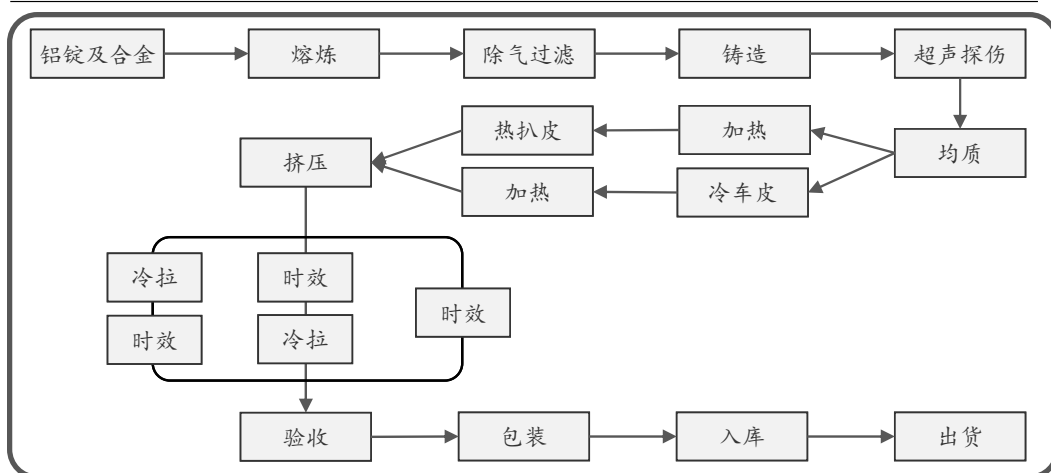 铝锭及合金
熔炼
除气过滤
铸造
超声探伤
均质
加热
热扒皮
冷车皮
加热
挤压
冷拉
时效
时效
冷拉
时效
验收
包装
入库
出货